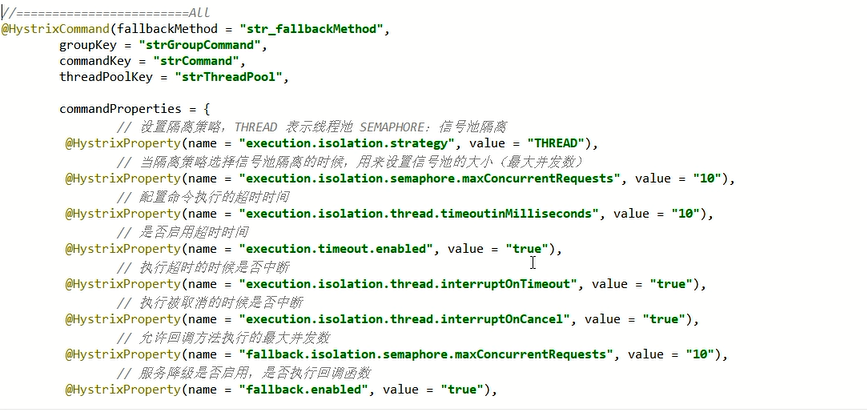 //========================All
@HystrixCommand(fallbackMethod = "str_fallbackMethod",
groupKey = "strGroupCommand",
commandKey = "strCommand",
threadPoolKey = "strThreadPool",
commandProperties = {
// 设置隔离策略，THREAD 表示线程池 SEMAPHORE：信号池隔离
@HystrixProperty(name = "execution.isolation.strategy", value = "THREAD"),
// 当隔离策略选择信号池隔离的时候，用来设置信号池的大小（最大并发数）
@HystrixProperty(name = "execution.isolation.semaphore.maxConcurrentRequests", value = "10"),
// 配置命令执行的超时时间
@HystrixProperty(name = "execution.isolation.thread.timeoutinMilliseconds", value = "10"),
// 是否启用超时时间
@HystrixProperty(name = "execution.timeout.enabled", value = "true"),
// 执行超时的时候是否中断
@HystrixProperty(name = "execution.isolation.thread.interruptOnTimeout", value = "true"),
// 执行被取消的时候是否中断
@HystrixProperty(name = "execution.isolation.thread.interruptOnCancel", value = "true"),
// 允许回调方法执行的最大并发数
@HystrixProperty(name = "fallback.isolation.semaphore.maxConcurrentRequests", value = "10"),
// 服务降级是否启用，是否执行回调函数
@HystrixProperty(name = "fallback.enabled", value = "true"),